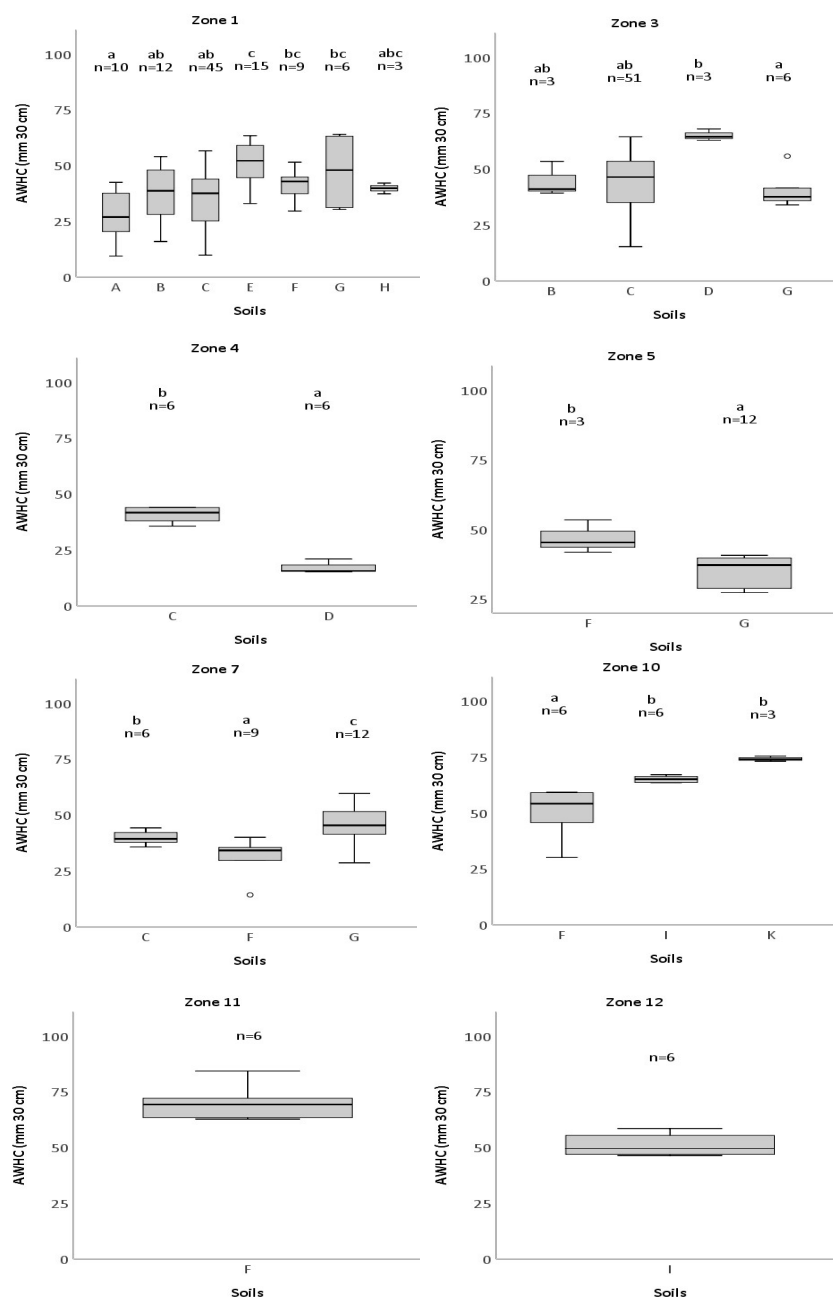 Zone 1
a ab ab c bc bc abc
n=10 n=12 n=45 n=15 n=9 n=6 n=3
100
75
50
25
0
AWHC (mm 30 cm)
A B C E F G H
Soils
Zone 3
ab ab b a
n=3 n=51 n=3 n=6
100
75
50
25
0
AWHC (mm 30 cm)
B C D G
Soils
Zone 4
b a
n=6 n=6
100
75
50
25
0
AWHC (mm 30 cm)
C D
Soils
Zone 5
b a
n=3 n=12
100
75
50
25
AWHC (mm 30 cm)
F G
Soils
Zone 7
b a c
n=6 n=9 n=12
100
75
50
25
0
AWHC (mm 30 cm)
C F G
Soils
Zone 10
a b b
n=6 n=6 n=3
100
75
50
25
0
AWHC (mm 30 cm)
F I K
Soils
Zone 11
n=6
100
75
50
25
0
AWHC (mm 30 cm)
F
Soils
Zone 12
n=6
100
75
50
25
0
AWHC (mm 30 cm)
I
Soils